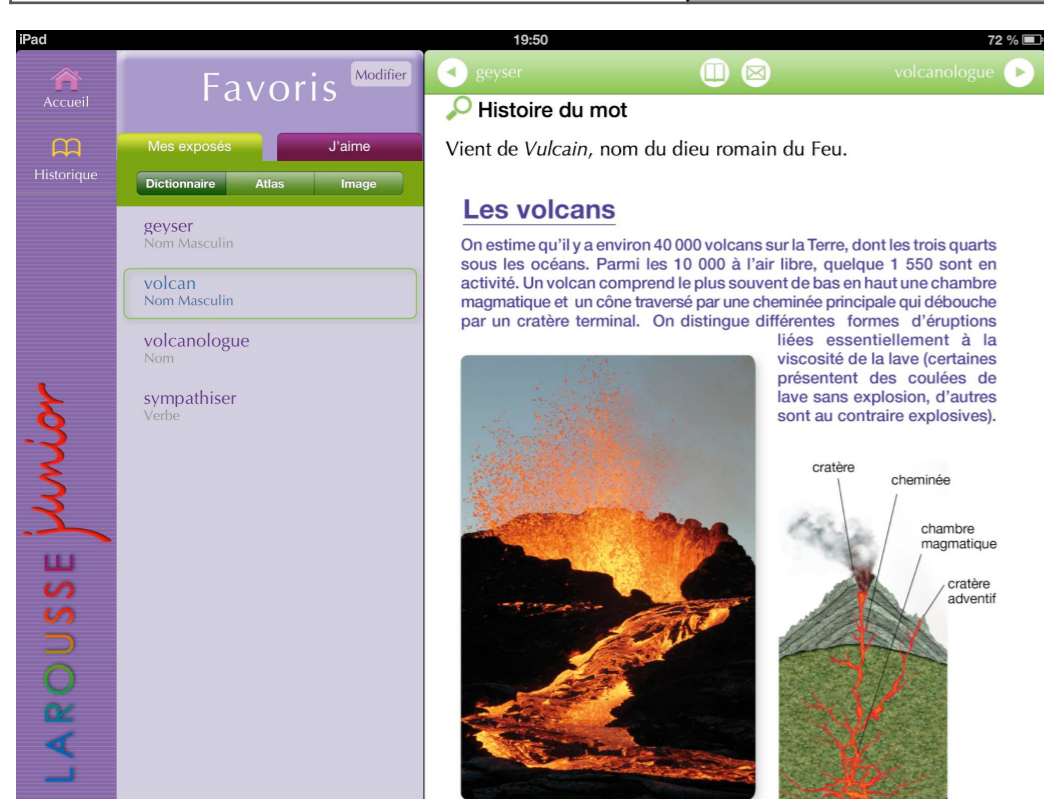 iPad
19:50
72 %
Accueil
Historique
LAROUSSE junior
Favoris
Modifier
Mes exposés
J'aime
Dictionnaire
Atlas
Image
geyser
Nom Masculin
volcan
Nom Masculin
volcanologue
Nom
sympathiser
Verbe
geyser
volcanologue
Histoire du mot
Vient de Vulcain, nom du dieu romain du Feu.
Les volcans
On estime qu'il y a environ 40 000 volcans sur la Terre, dont les trois quarts
sous les océans. Parmi les 10 000 à l'air libre, quelque 1 550 sont en
activité. Un volcan comprend le plus souvent de bas en haut une chambre
magmatique et un cône traversé par une cheminée principale qui débouche
par un cratère terminal. On distingue différentes formes d'éruptions
liées essentiellement à la
viscosité de la lave (certaines
présentent des coulées de
lave sans explosion, d'autres
sont au contraire explosives).
cratère
cheminée
chambre
magmatique
cratère
adventif